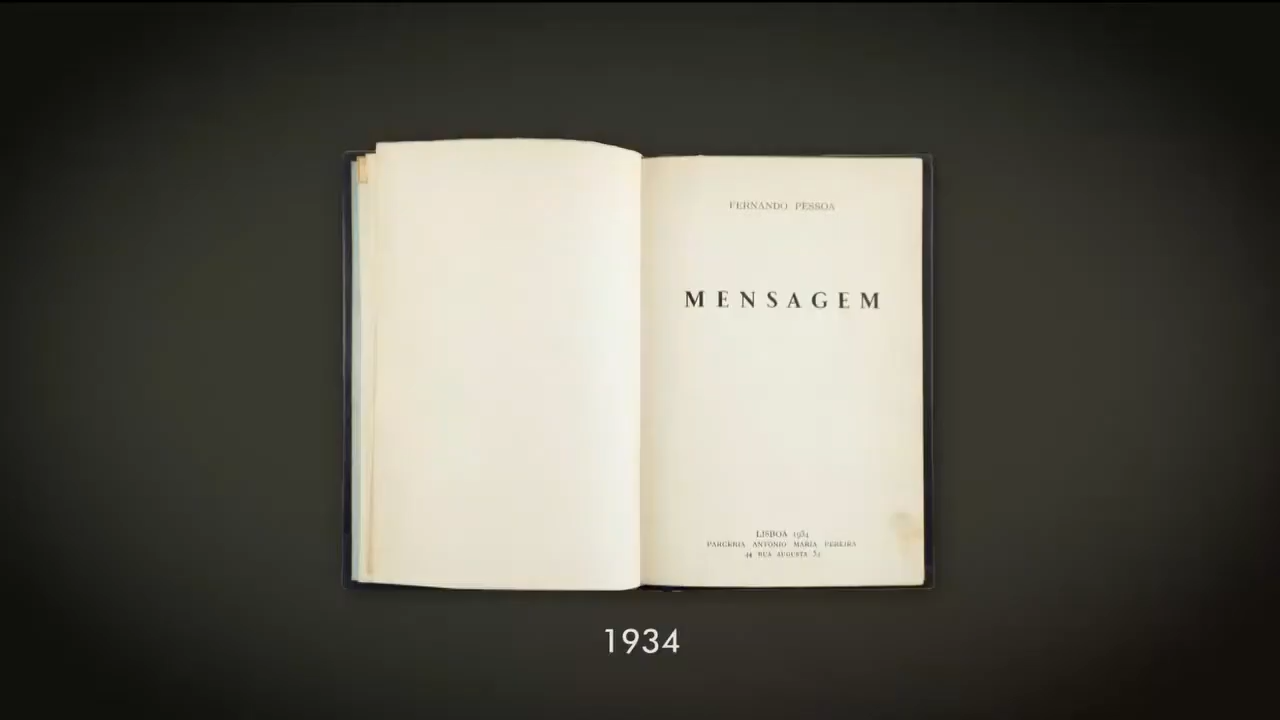 FERNANDO PESSOA
MENSAGEM
LISBOA 1934
PARCERIA ANTONIO MARIA PEREIRA
44 RUA AUGUSTA 54
1934